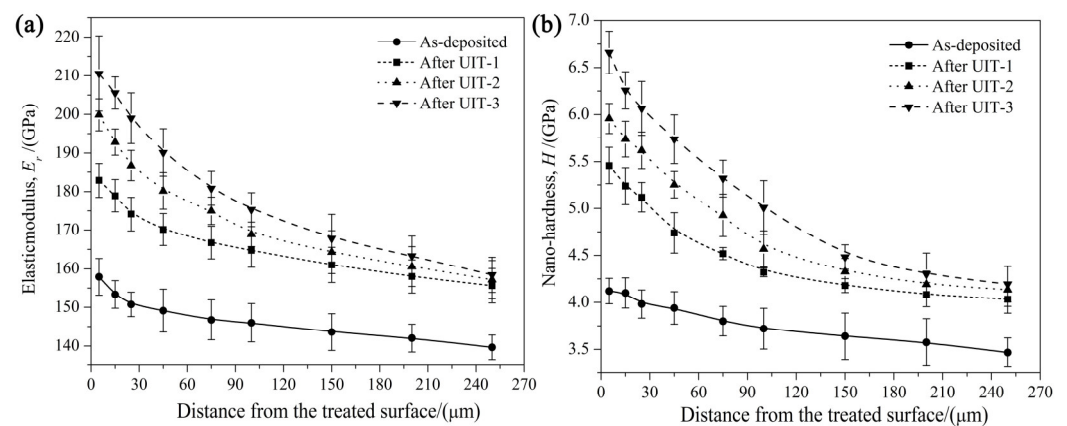 (a)
220
210
200
190
180
170
160
150
140
Elasticmodulus, E_r /(GPa)
As-deposited
After UIT-1
After UIT-2
After UIT-3
0 30 60 90 120 150 180 210 240 270
Distance from the treated surface/(μm)
(b)
7.0
6.5
6.0
5.5
5.0
4.5
4.0
3.5
Nano-hardness, H /(GPa)
As-deposited
After UIT-1
After UIT-2
After UIT-3
0 30 60 90 120 150 180 210 240 270
Distance from the treated surface/(μm)